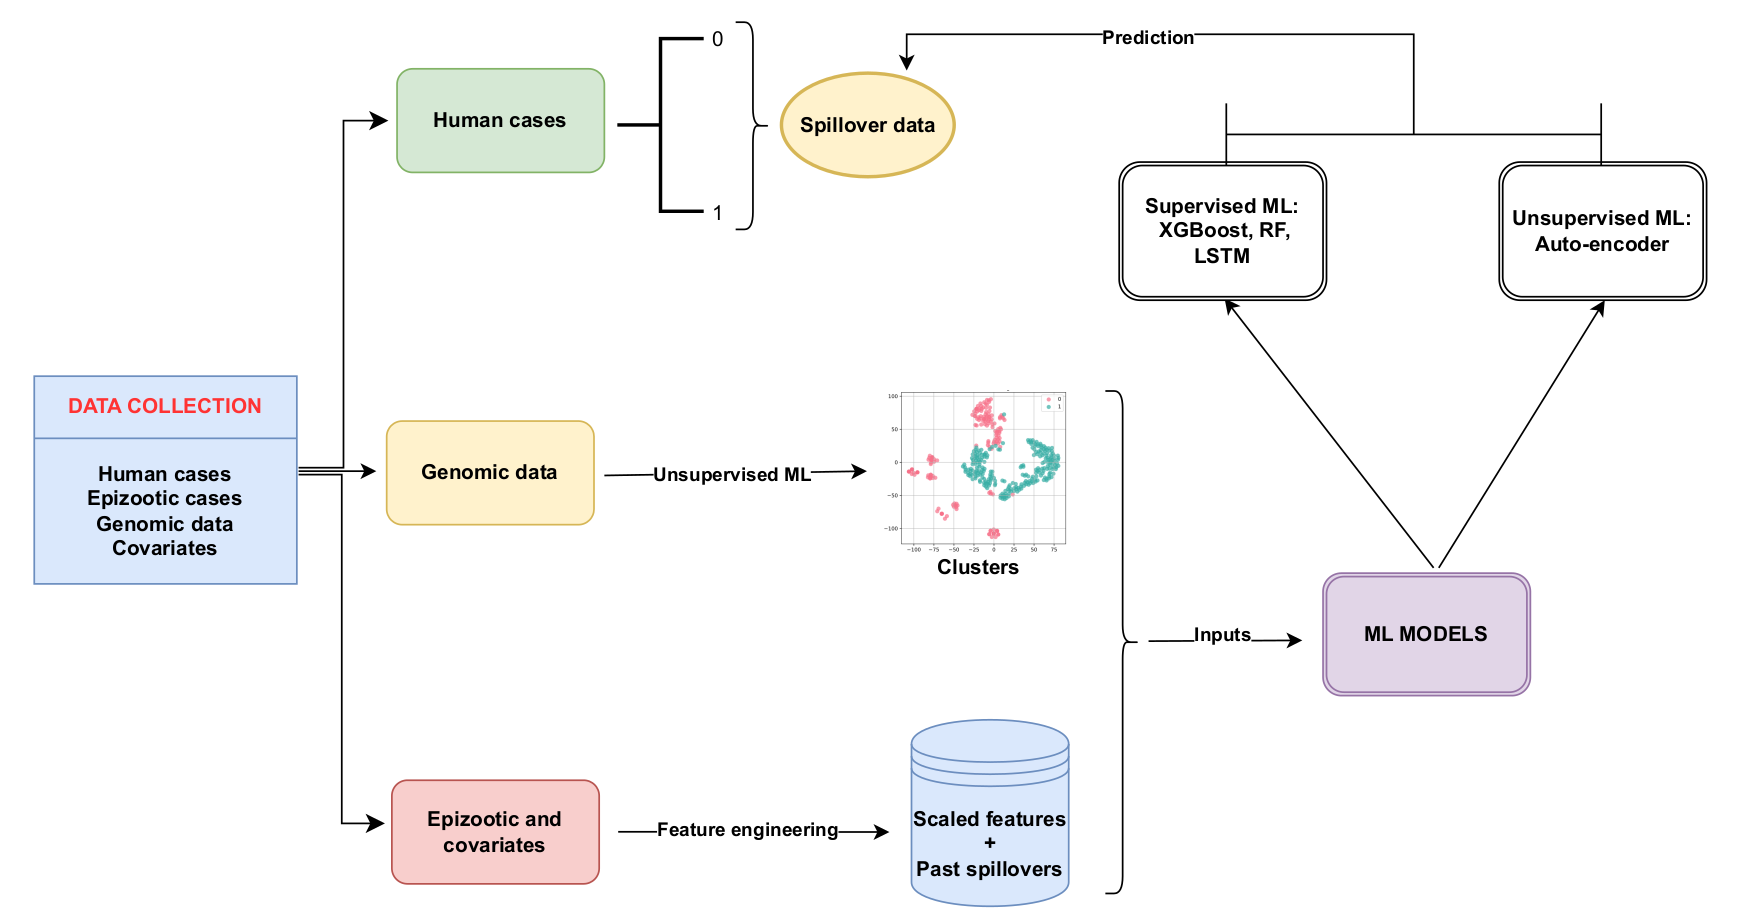 Prediction
0
Human cases
Spillover data
1
Supervised ML:
XGBoost, RF,
LSTM
Unsupervised ML:
Auto-encoder
DATA COLLECTION
Human cases
Epizootic cases
Genomic data
Covariates
Genomic data
Unsupervised ML
0
1
100
50
0
−50
−100
−100 −75 −50 −25 0 25 50 75
Clusters
Inputs
ML MODELS
Epizootic and
covariates
Feature engineering
Scaled features
+
Past spillovers